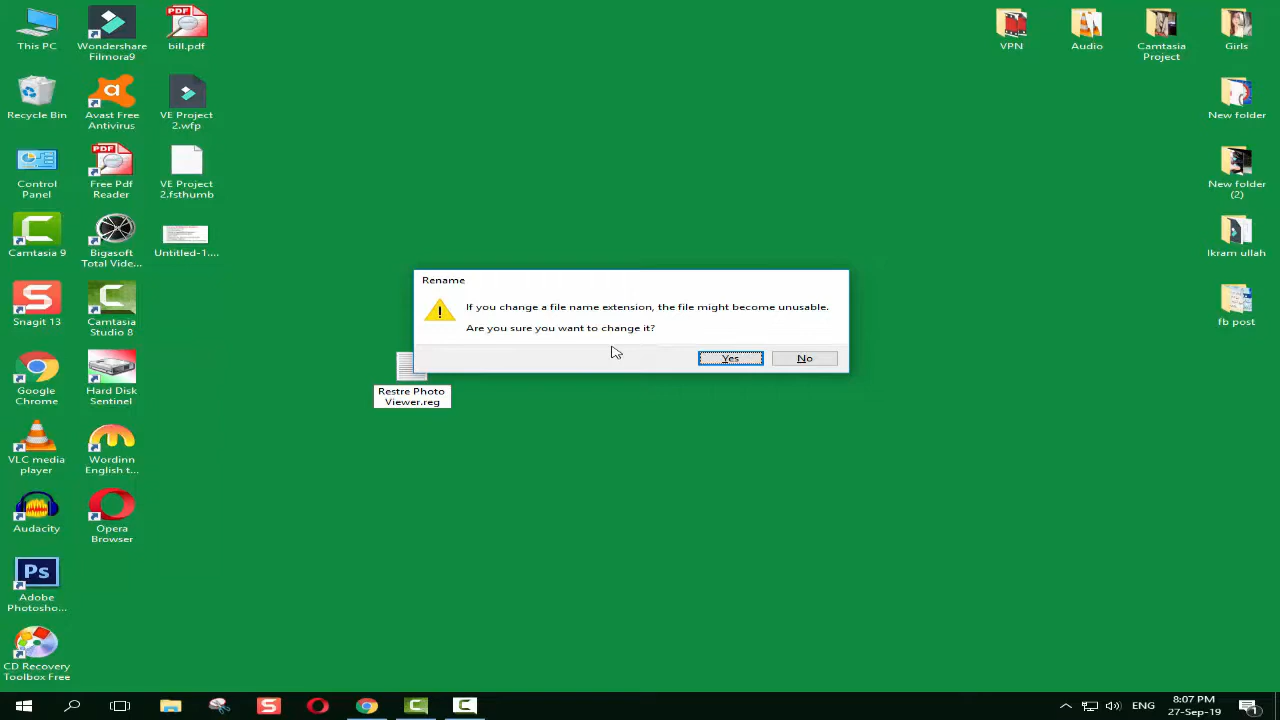 This PC
Wondershare
Filmora9
bill.pdf
VPN
Audio
Camtasia
Project
Girls
Recycle Bin
Avast Free
Antivirus
VE Project
2.wfp
New folder
Control
Panel
Free Pdf
Reader
VE Project
2.fsthumb
New folder
(2)
Camtasia 9
Bigasoft
Total Vide...
Untitled-1....
Ikram ullah
Rename
If you change a file name extension, the file might become unusable.
Are you sure you want to change it?
Yes
No
Snagit 13
Camtasia
Studio 8
fb post
Restre Photo
Viewer.reg
Google
Chrome
Hard Disk
Sentinel
VLC media
player
Wordinn
English t...
Audacity
Opera
Browser
Adobe
Photosho...
CD Recovery
Toolbox Free
ENG
8:07 PM
27-Sep-19